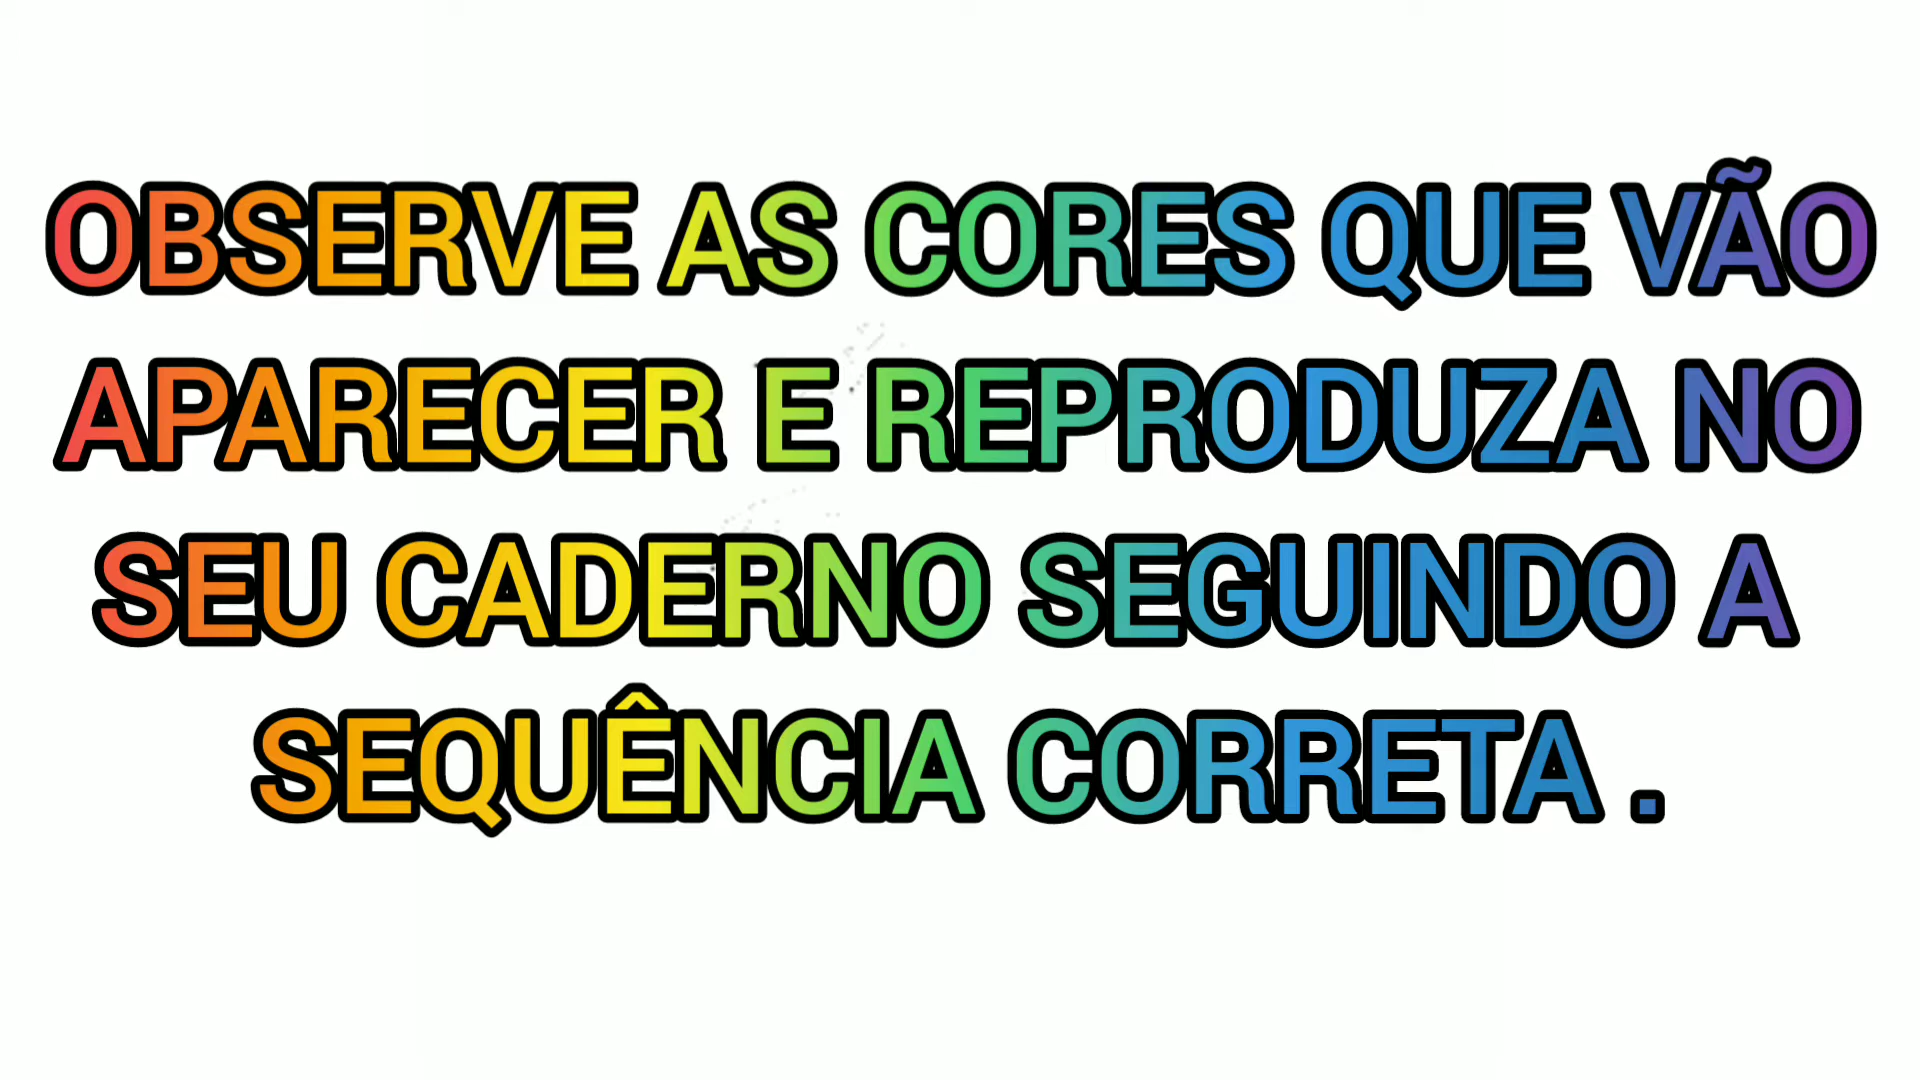 OBSERVE AS CORES QUE VÃO
APARECER E REPRODUZA NO
SEU CADERNO SEGUINDO A
SEQUÊNCIA CORRETA .